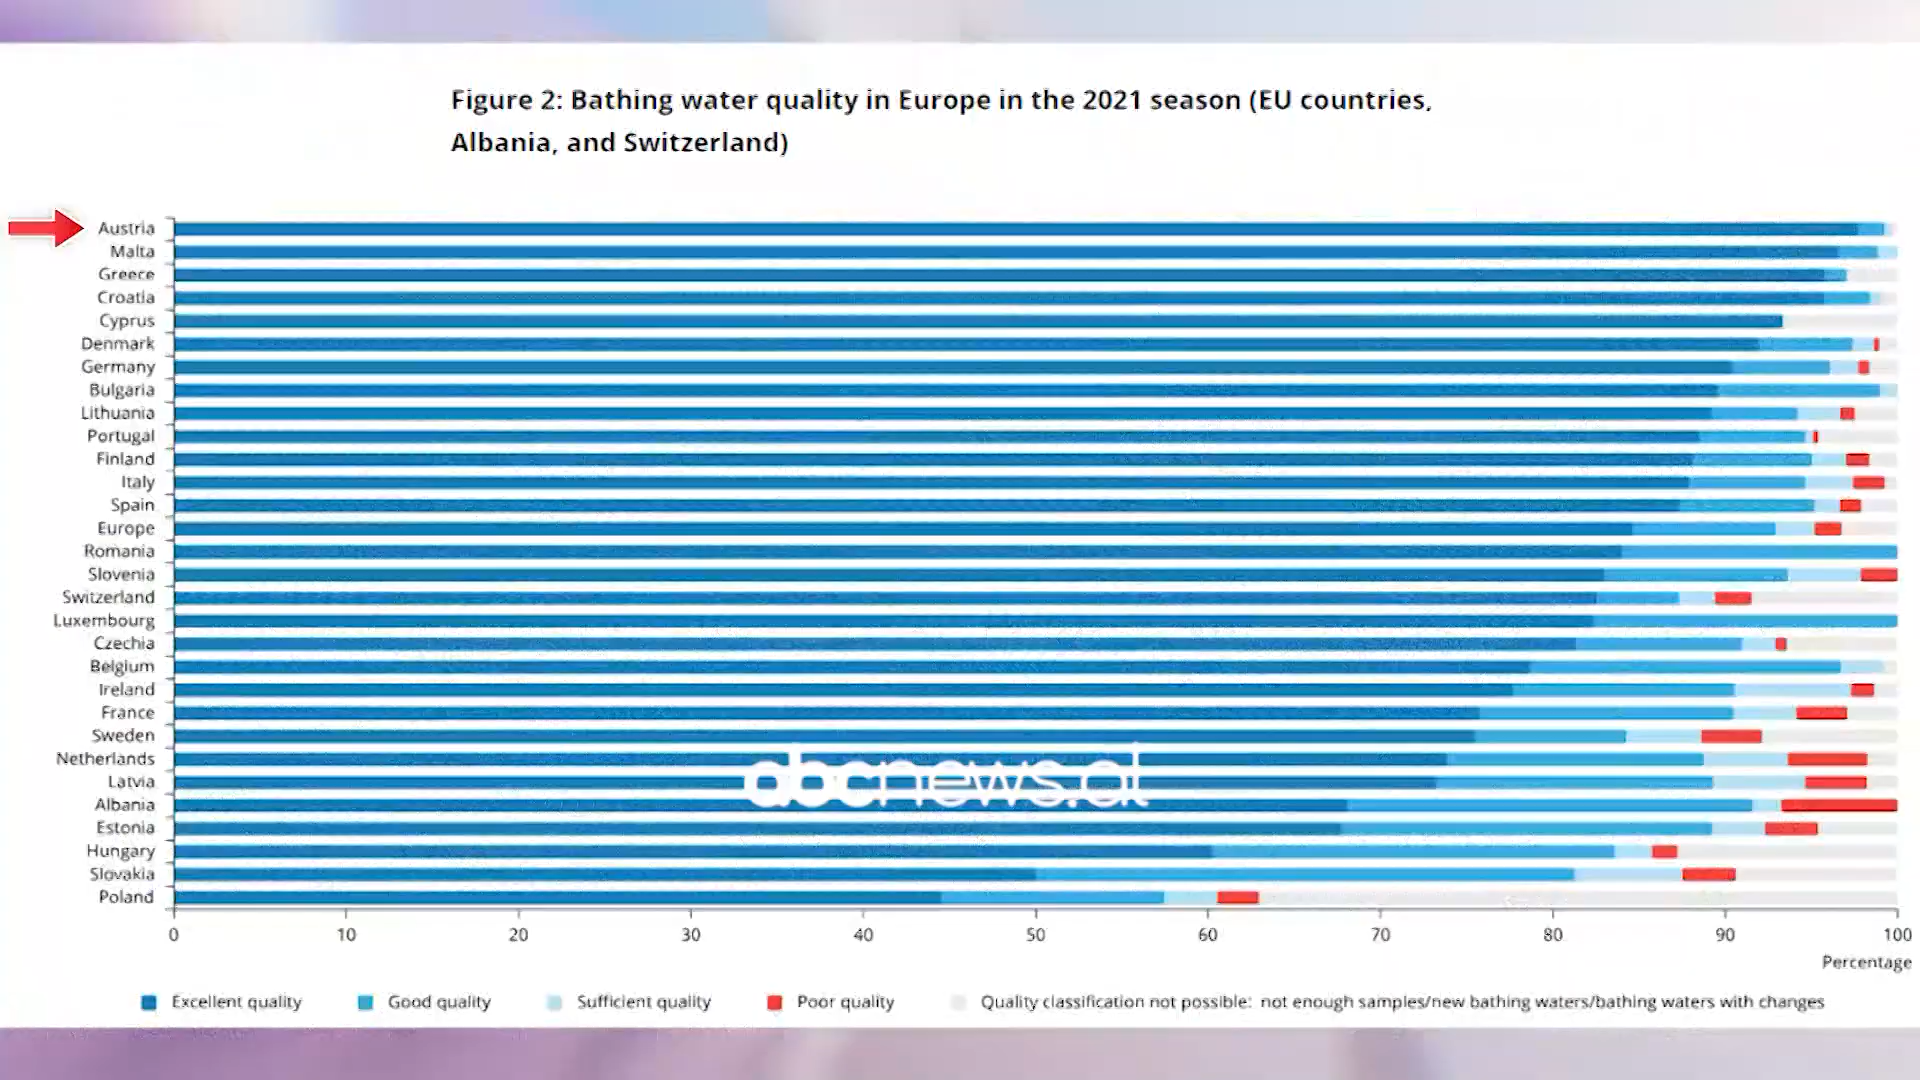 Figure 2: Bathing water quality in Europe in the 2021 season (EU countries,
Albania, and Switzerland)
Austria
Malta
Greece
Croatia
Cyprus
Denmark
Germany
Bulgaria
Lithuania
Portugal
Finland
Italy
Spain
Europe
Romania
Slovenia
Switzerland
Luxembourg
Czechia
Belgium
Ireland
France
Sweden
Netherlands
Latvia
Albania
Estonia
Hungary
Slovakia
Poland
abcnews.al
0 10 20 30 40 50 60 70 80 90 100
Percentage
Excellent quality Good quality Sufficient quality Poor quality Quality classification not possible: not enough samples/new bathing waters/bathing waters with changes